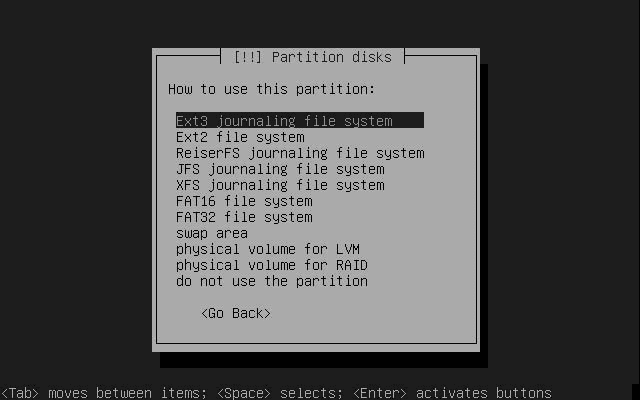 [!!] Partition disks
How to use this partition:
Ext3 journaling file system
Ext2 file system
ReiserFS journaling file system
JFS journaling file system
XFS journaling file system
FAT16 file system
FAT32 file system
swap area
physical volume for LVM
physical volume for RAID
do not use the partition
<Go Back>
<Tab> moves between items; <Space> selects; <Enter> activates buttons